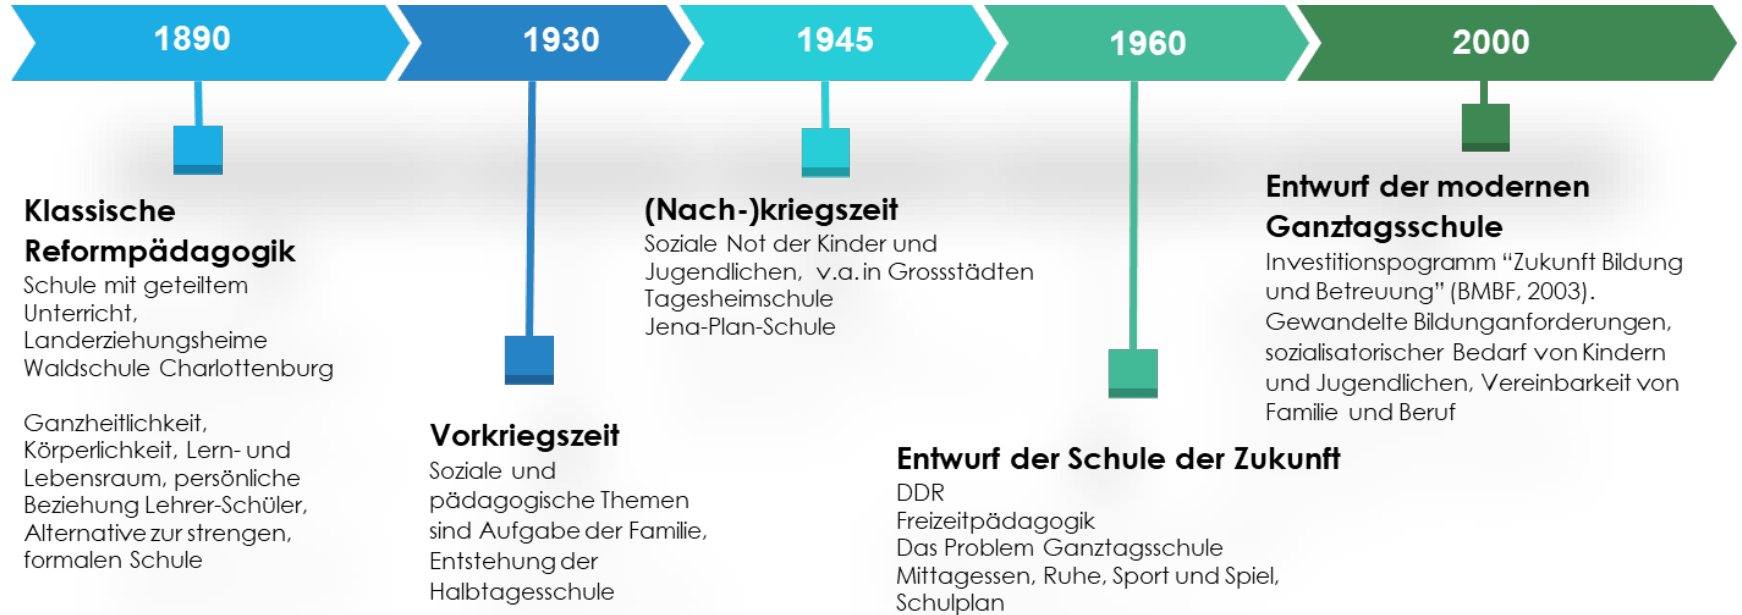 1890
1930
1945
1960
2000
Klassische
Reformpädagogik
Schule mit geteiltem
Unterricht,
Landerziehungsheime
Waldschule Charlottenburg
Ganzheitlichkeit,
Körperlichkeit, Lern- und
Lebensraum, persönliche
Beziehung Lehrer-Schüler,
Alternative zur strengen,
formalen Schule
Vorkriegszeit
Soziale und
pädagogische Themen
sind Aufgabe der Familie,
Entstehung der
Halbtagesschule
(Nach-)kriegszeit
Soziale Not der Kinder und
Jugendlichen, v.a. in Grossstädten
Tagesheimschule
Jena-Plan-Schule
Entwurf der Schule der Zukunft
DDR
Freizeitpädagogik
Das Problem Ganztagsschule
Mittagessen, Ruhe, Sport und Spiel,
Schulplan
Entwurf der modernen
Ganztagsschule
Investitionspogramm “Zukunft Bildung
und Betreuung” (BMBF, 2003).
Gewandelte Bildunganforderungen,
sozialisatorischer Bedarf von Kindern
und Jugendlichen, Vereinbarkeit von
Familie und Beruf